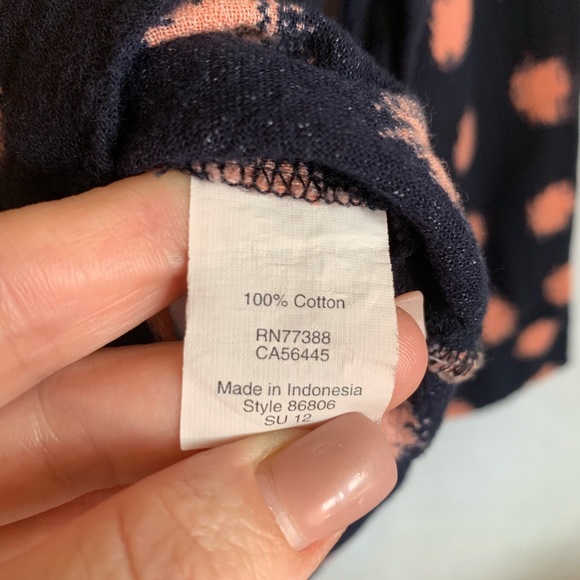 100% Cotton
RN77388
CA56445
Made in Indonesia
Style 86806
SU 12